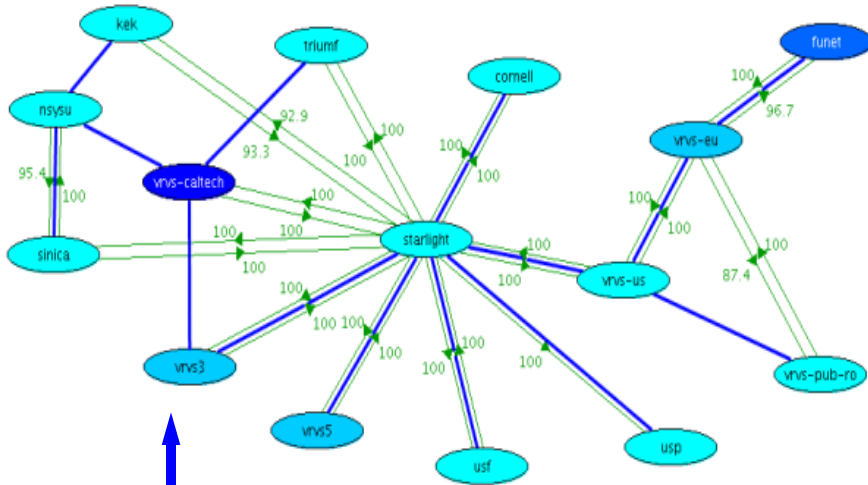 kek
triumf
funet
cornell
100
96.7
nsysu
92.9
100
vrvs-eu
93.3
100
100
100
95.4
100
vrvs-caltech
100
100
100
100
starlight
100
100
100
sinica
100
100
vrvs-us
87.4
100
100
100
100
100
100
vrvs3
100
100
100
vrvs-pub-ro
vrvs5
usp
usf